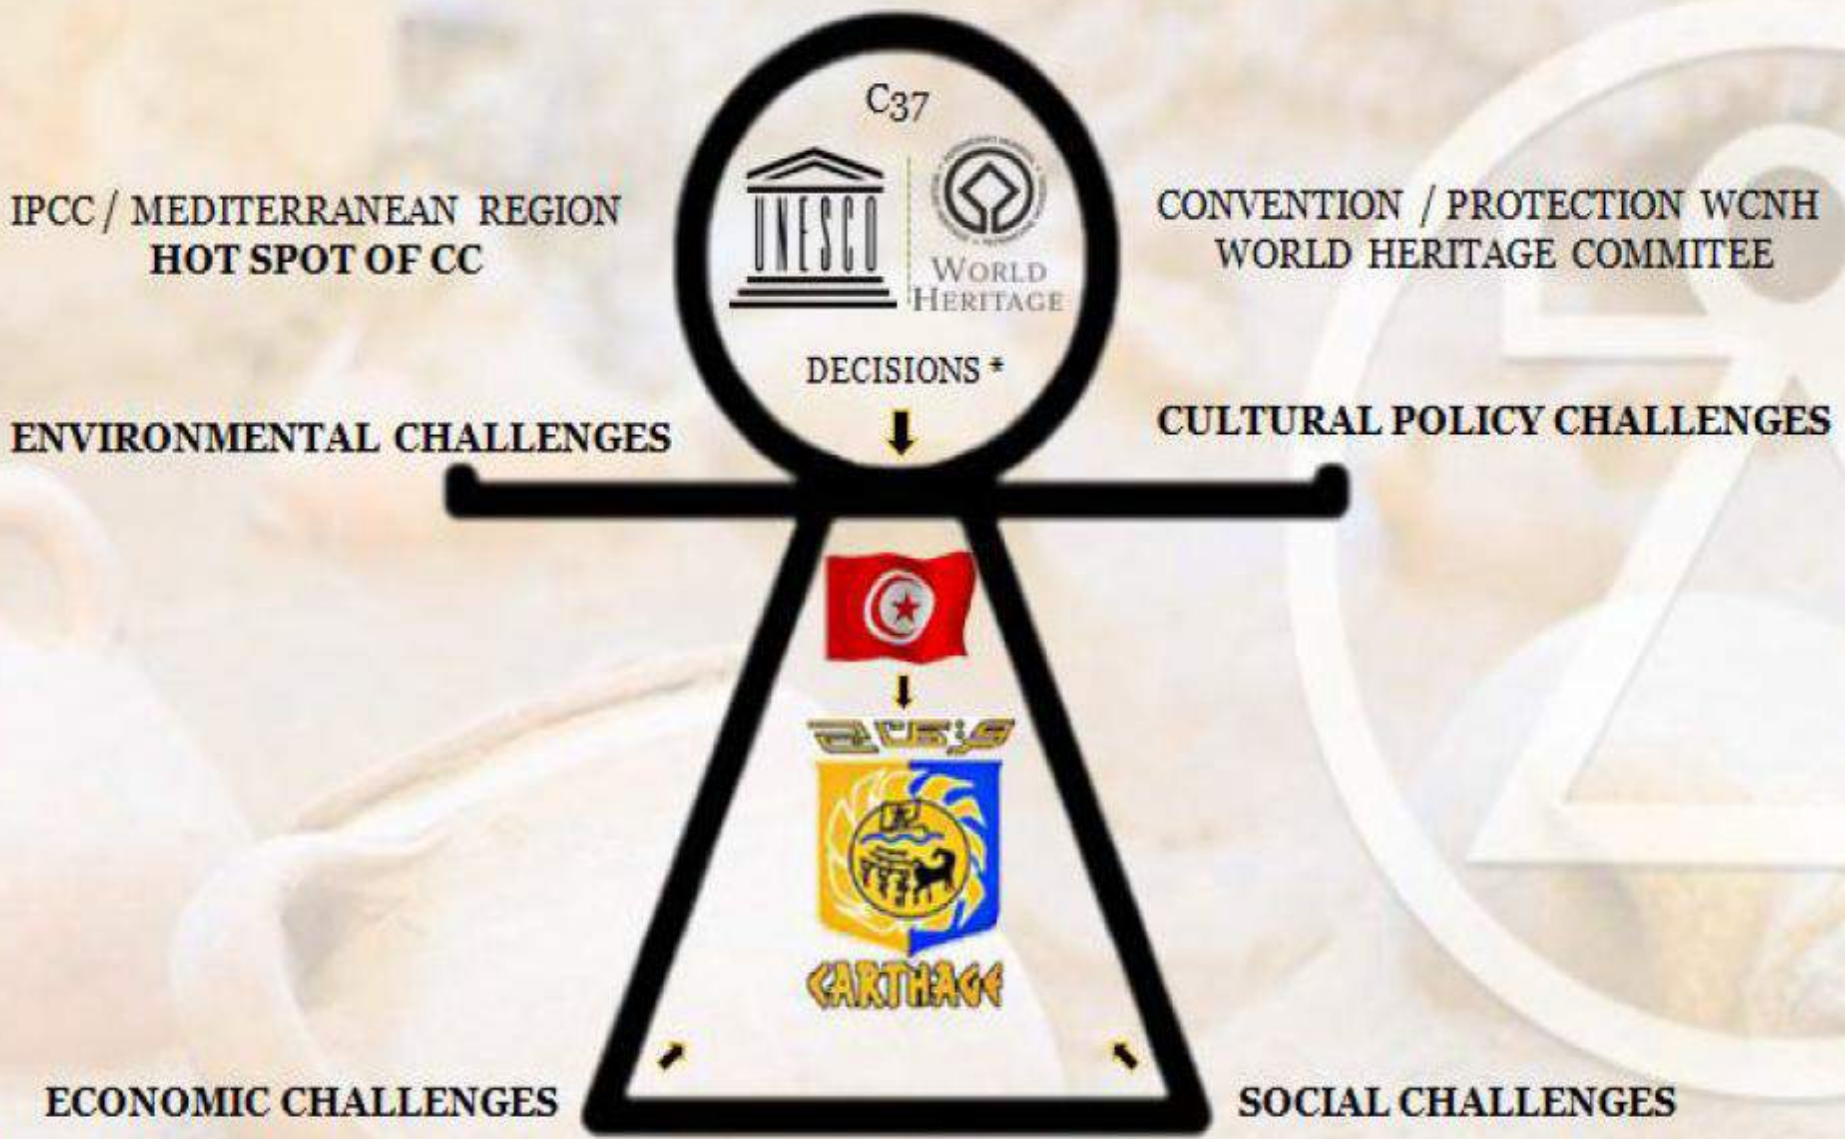 C37
UNESCO
WORLD
HERITAGE
DECISIONS *
IPCC / MEDITERRANEAN REGION
HOT SPOT OF CC
ENVIRONMENTAL CHALLENGES
CONVENTION / PROTECTION WCNH
WORLD HERITAGE COMMITEE
CULTURAL POLICY CHALLENGES
CARTHAGE
ECONOMIC CHALLENGES
SOCIAL CHALLENGES